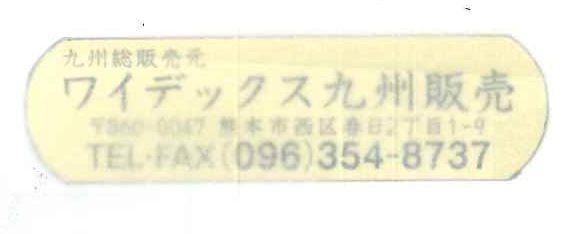 九州総販売元
ワイデックス九州販売
〒860-0047 熊本市西区春日2丁目1-9
TEL・FAX(096)354-8737